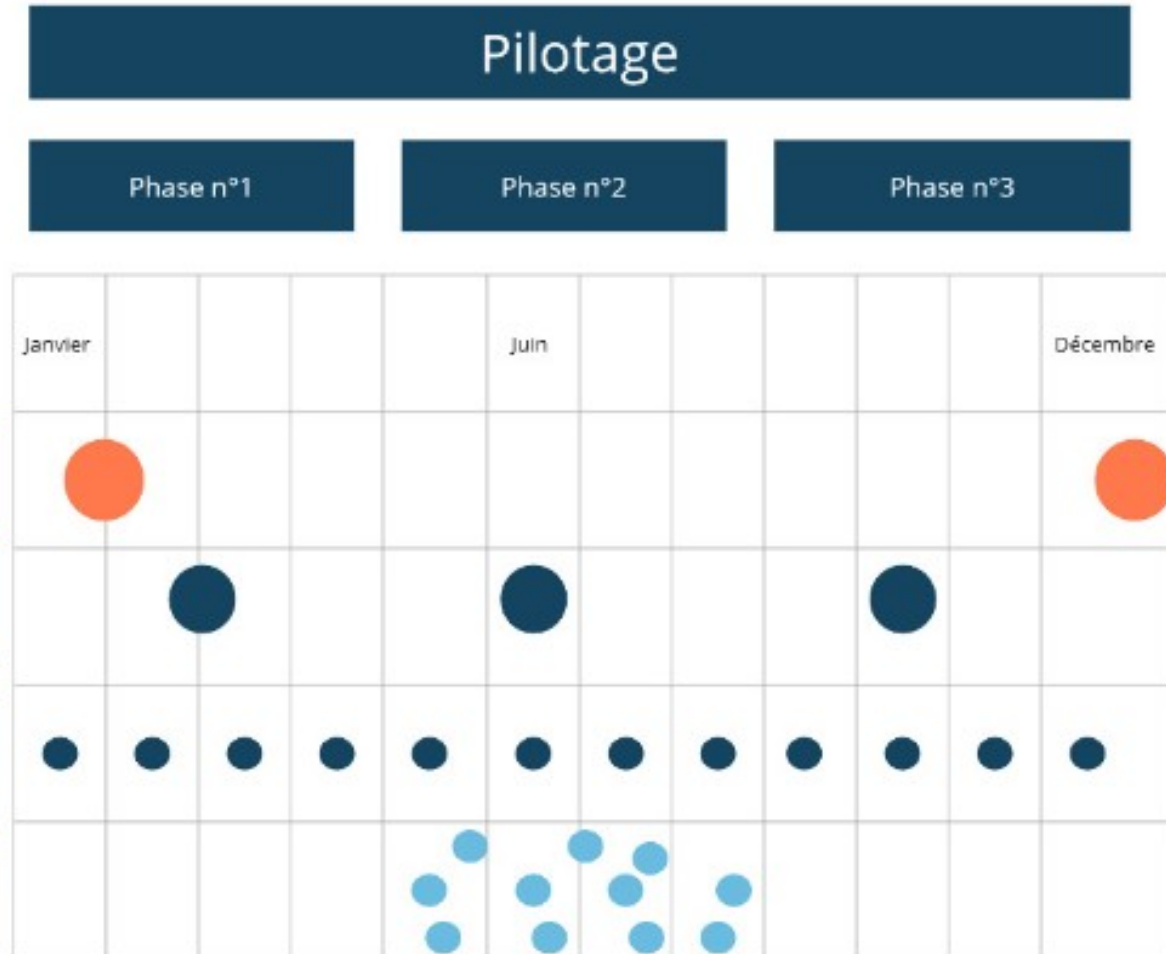 Pilotage
Phase n°1
Phase n°2
Phase n°3
Janvier
Juin
Décembre